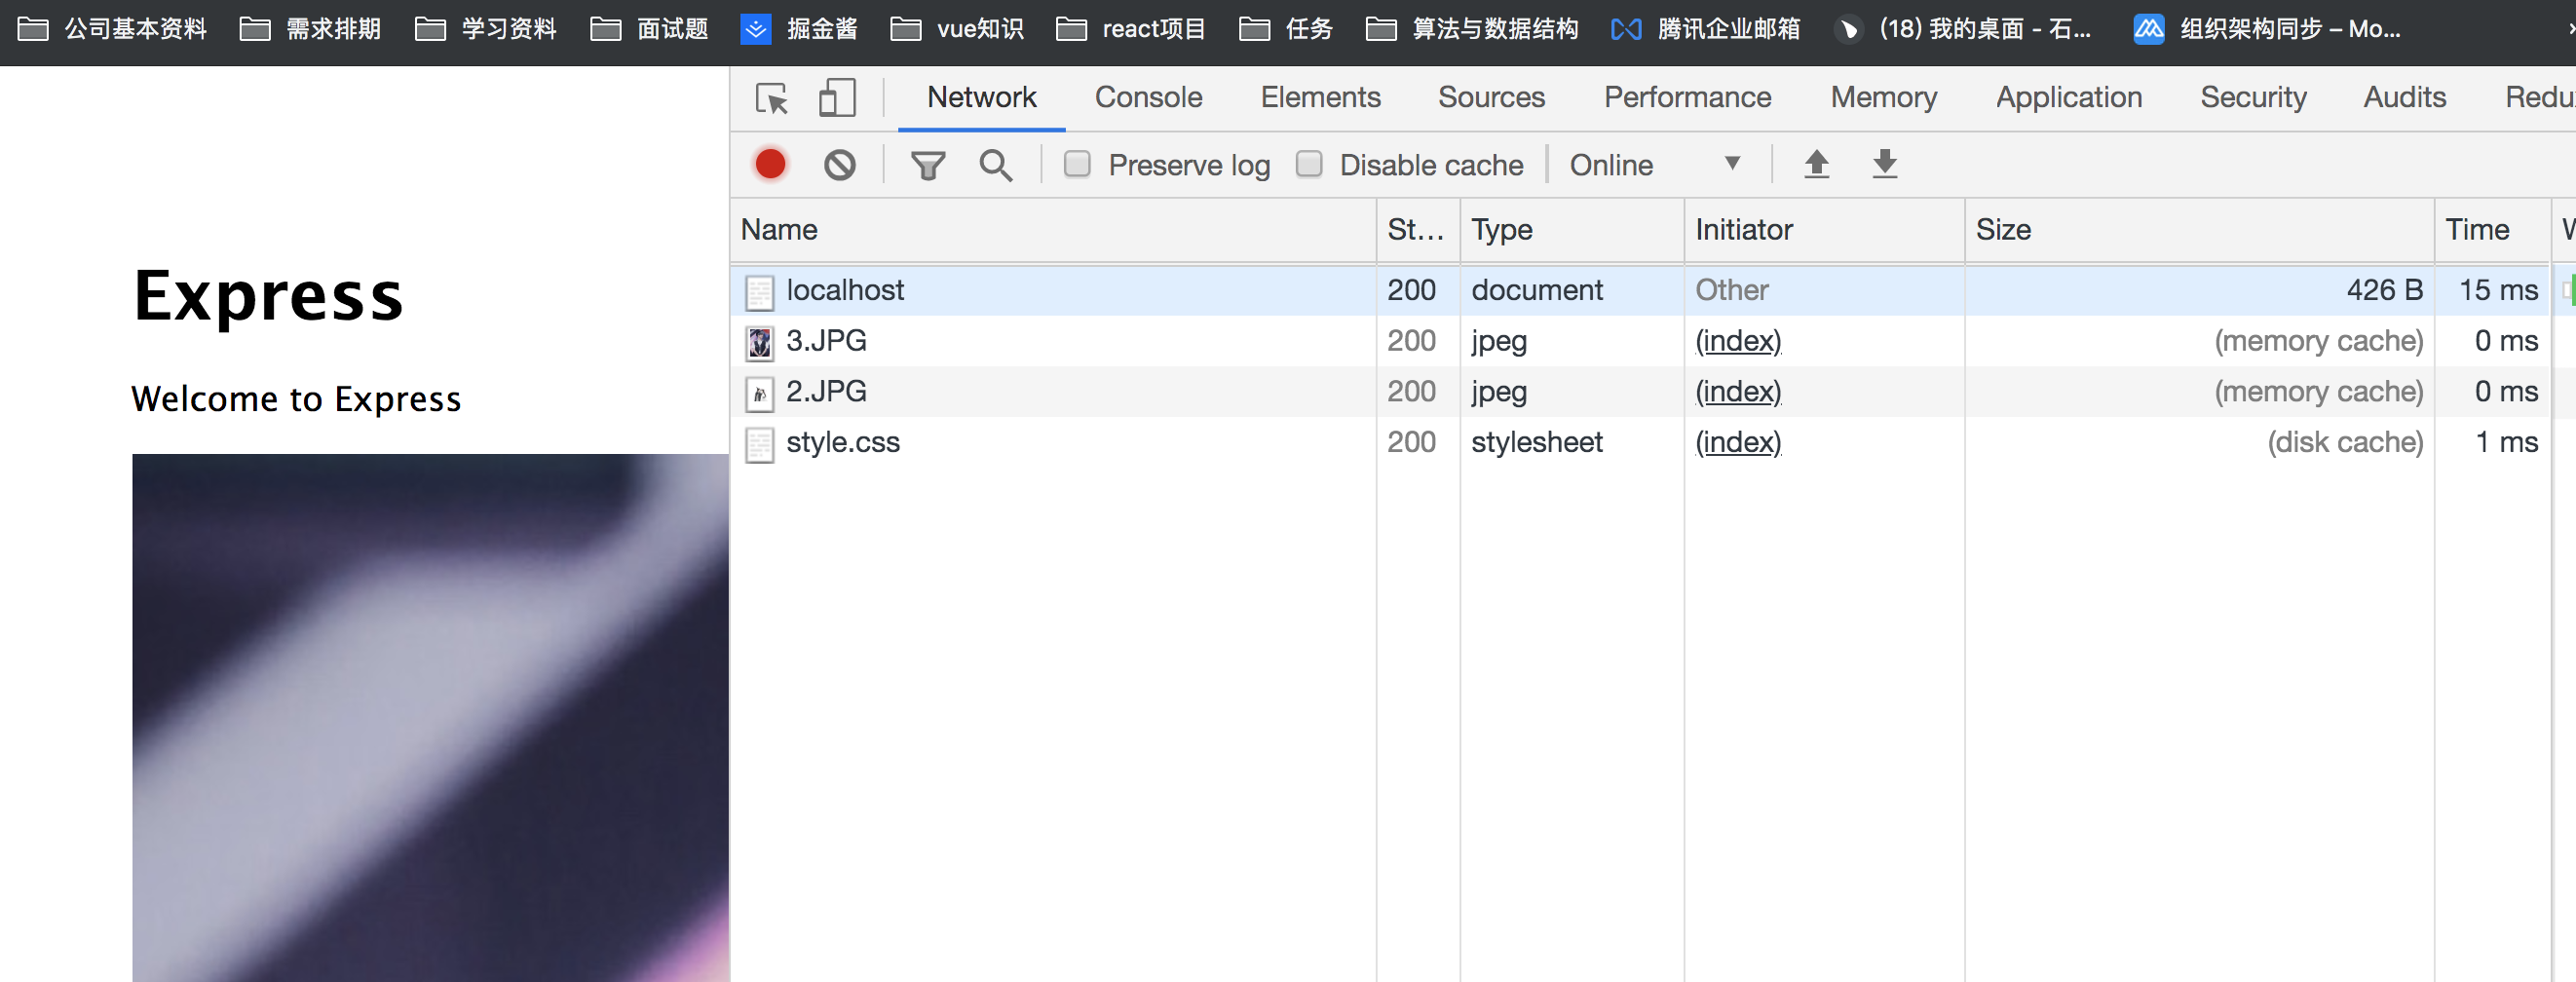 公司基本资料 需求排期 学习资料 面试题 掘金酱 vue知识 react项目 任务 算法与数据结构 腾讯企业邮箱 (18) 我的桌面 - 石... 组织架构同步 – Mo...
Network Console Elements Sources Performance Memory Application Security Audits Redu
Preserve log Disable cache Online
Name St... Type Initiator Size Time
localhost 200 document Other 426 B 15 ms
3.JPG 200 jpeg (index) (memory cache) 0 ms
2.JPG 200 jpeg (index) (memory cache) 0 ms
style.css 200 stylesheet (index) (disk cache) 1 ms
Express
Welcome to Express